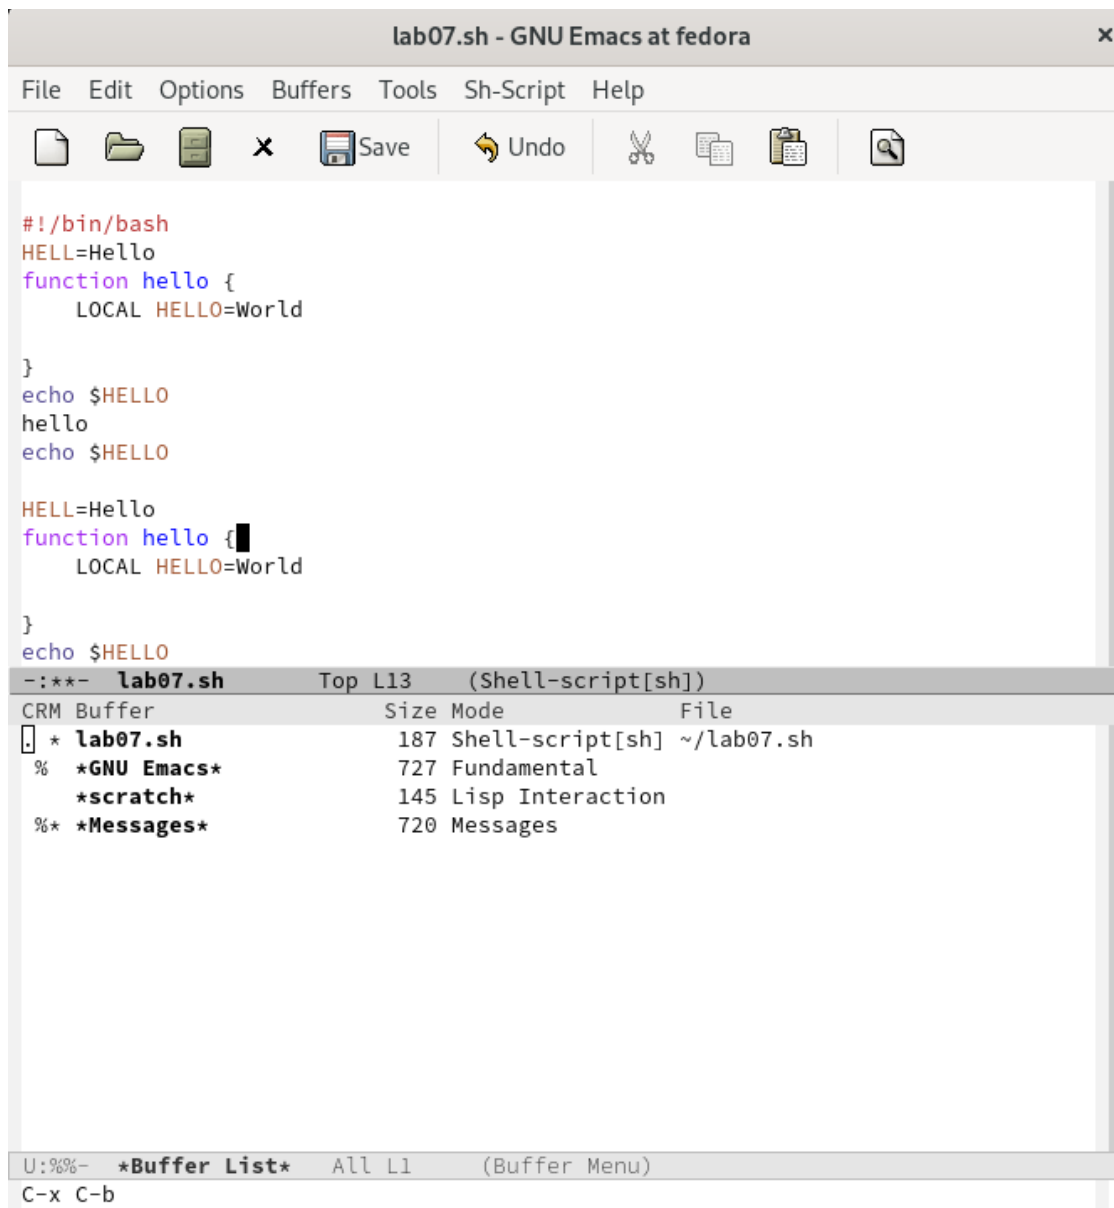 lab07.sh - GNU Emacs at fedora ×
File Edit Options Buffers Tools Sh-Script Help
Save Undo
#!/bin/bash
HELL=Hello
function hello {
    LOCAL HELLO=World
}
echo $HELLO
hello
echo $HELLO
HELL=Hello
function hello {
    LOCAL HELLO=World
}
echo $HELLO
-:**-  lab07.sh       Top L13    (Shell-script[sh])
CRM Buffer                 Size Mode             File
. * lab07.sh                187 Shell-script[sh] ~/lab07.sh
 %  *GNU Emacs*             727 Fundamental
    *scratch*               145 Lisp Interaction
 %* *Messages*              720 Messages
U:%%-  *Buffer List*   All L1     (Buffer Menu)
C-x C-b